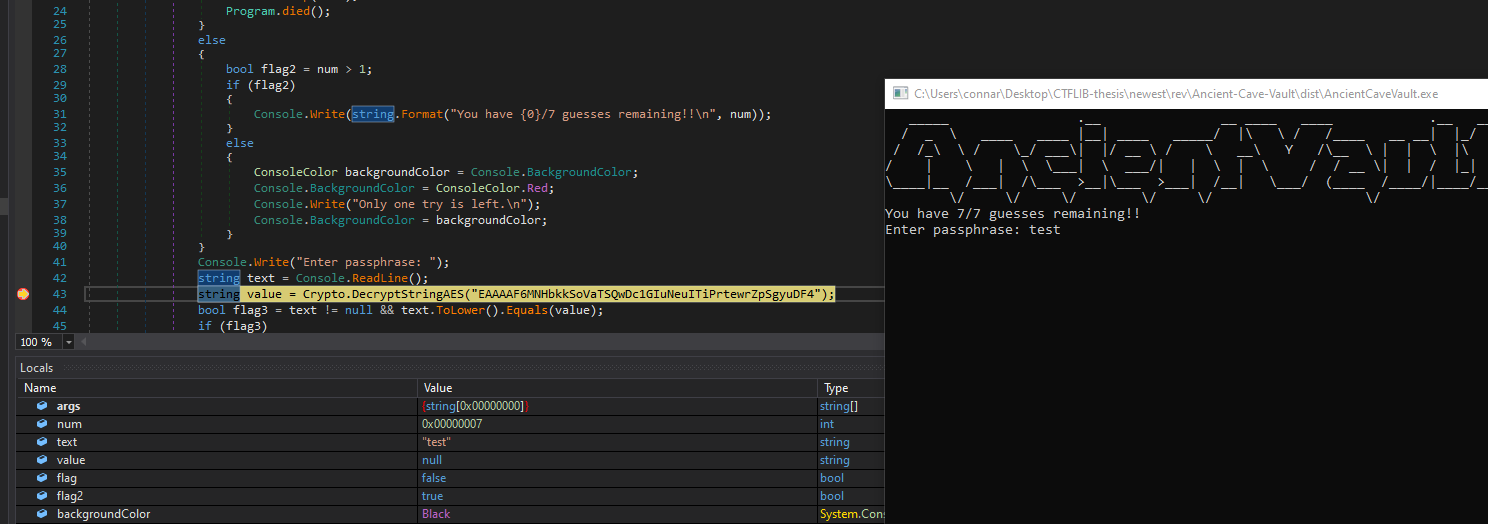 24 Program.died();
25 }
26 else
27 {
28 bool flag2 = num > 1;
29 if (flag2)
30 {
31 Console.Write(string.Format("You have {0}/7 guesses remaining!!\n", num));
32 }
33 else
34 {
35 ConsoleColor backgroundColor = Console.BackgroundColor;
36 Console.BackgroundColor = ConsoleColor.Red;
37 Console.Write("Only one try is left.\n");
38 Console.BackgroundColor = backgroundColor;
39 }
40 }
41 Console.Write("Enter passphrase: ");
42 string text = Console.ReadLine();
43 string value = Crypto.DecryptStringAES("EAAAAF6MNHbkkSoVaTSQwDc1GIuNeuITiPrtewrZpSgyuDF4");
44 bool flag3 = text != null && text.ToLower().Equals(value);
45 if (flag3)
100 %
Locals
Name Value Type
args {string[0x00000000]} string[]
num 0x00000007 int
text "test" string
value null string
flag false bool
flag2 true bool
backgroundColor Black System.Cons
C:\Users\connar\Desktop\CTFLIB-thesis\newest\rev\Ancient-Cave-Vault\dist\AncientCaveVault.exe
You have 7/7 guesses remaining!!
Enter passphrase: test